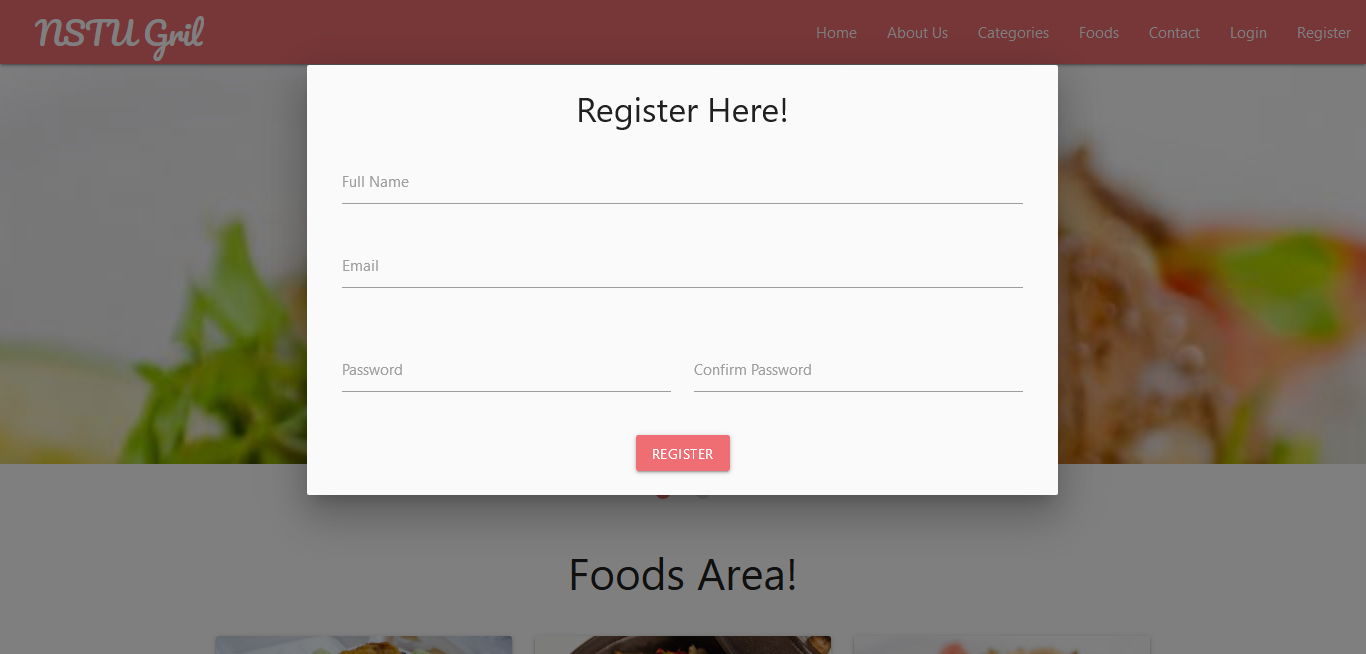 NSTU Gril
Home About Us Categories Foods Contact Login Register
Register Here!
Full Name
Email
Password Confirm Password
REGISTER
Foods Area!